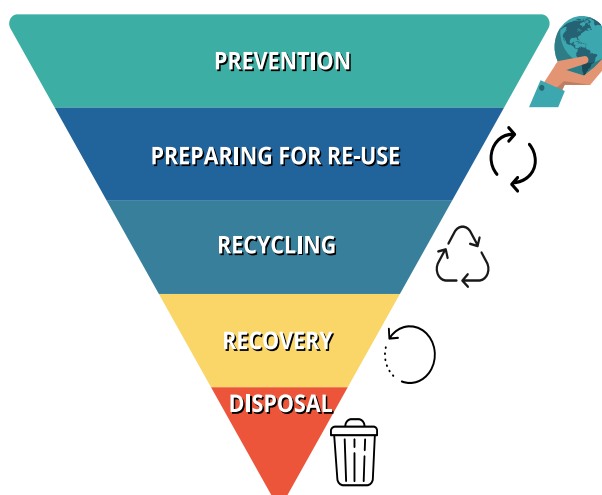 PREVENTION
PREPARING FOR RE-USE
RECYCLING
RECOVERY
DISPOSAL